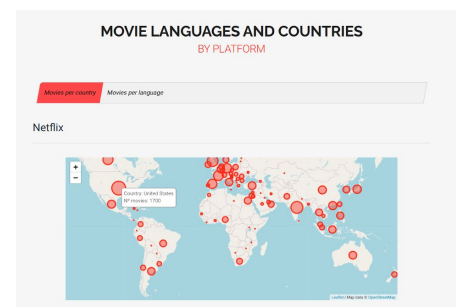 MOVIE LANGUAGES AND COUNTRIES
BY PLATFORM
Movies per country Movies per language
Netflix
+
−
Country: United States
Nº movies: 1700
Leaflet | Map data © OpenStreetMap